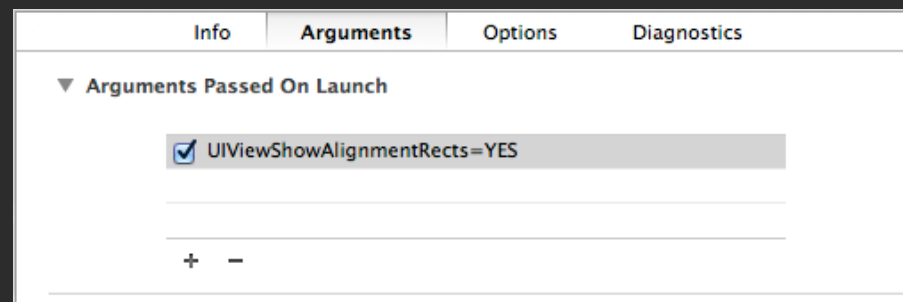 Info Arguments Options Diagnostics
Arguments Passed On Launch
UIViewShowAlignmentRects=YES
+ −